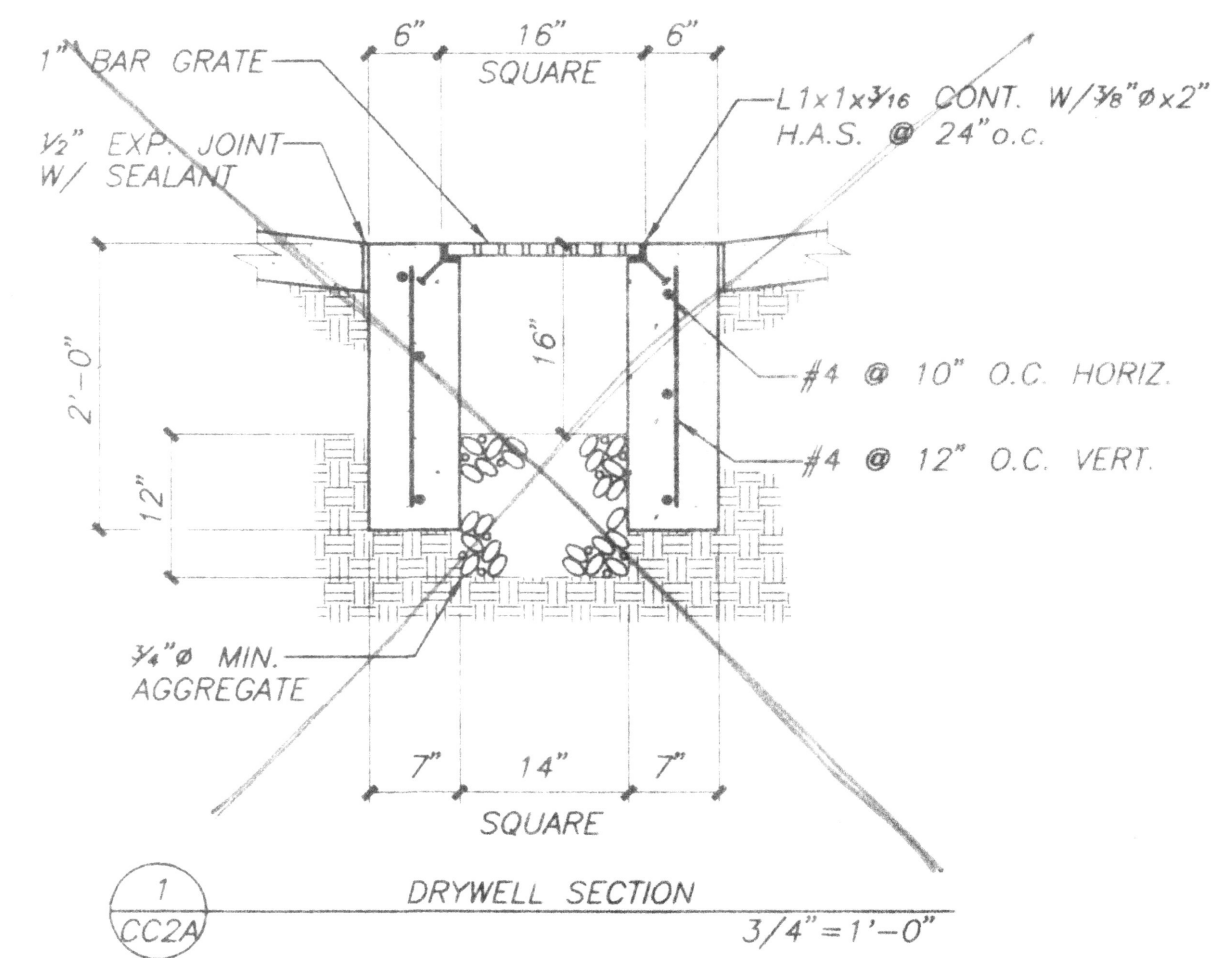 6" 16" 6"
SQUARE
1" BAR GRATE
L1x1x3/16 CONT. W/3/8"øx2"
H.A.S. @ 24"o.c.
1/2" EXP. JOINT
W/ SEALANT
2'-0"
16"
#4 @ 10" O.C. HORIZ.
#4 @ 12" O.C. VERT.
12"
3/4"ø MIN.
AGGREGATE
7" 14" 7"
SQUARE
1
CC2A
DRYWELL SECTION
3/4"=1'-0"